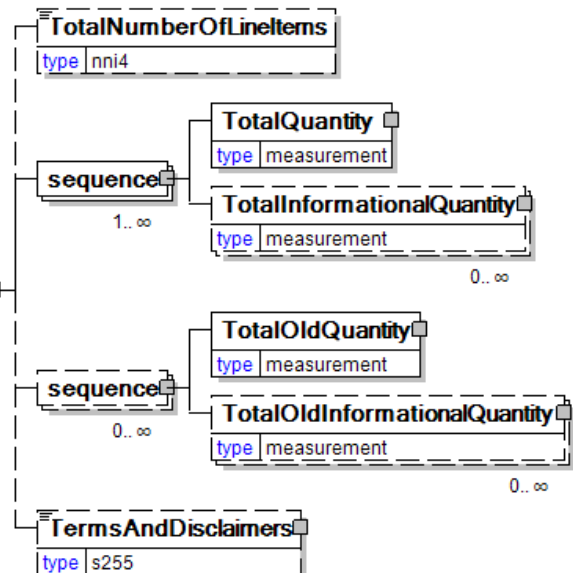 TotalNumberOfLineItems
type nni4
TotalQuantity
type measurement
sequence
1.. ∞
TotalInformationalQuantity
type measurement
0.. ∞
TotalOldQuantity
type measurement
sequence
0.. ∞
TotalOldInformationalQuantity
type measurement
0.. ∞
TermsAndDisclaimers
type s255